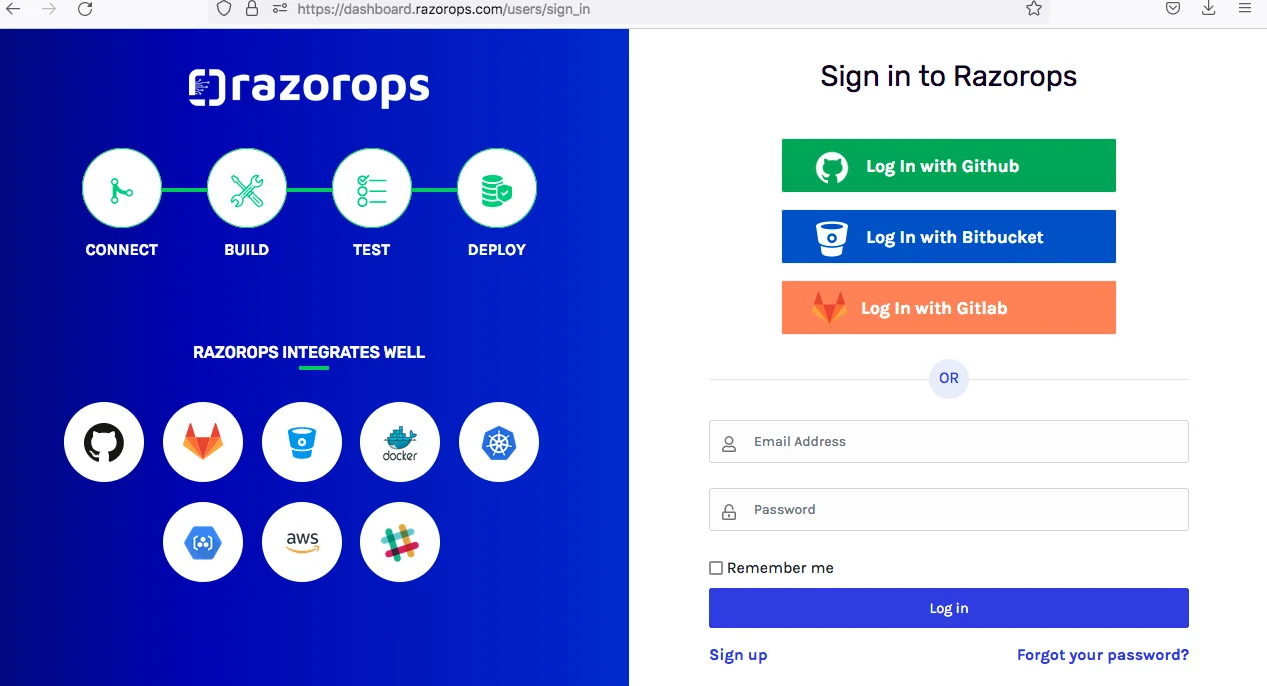 https://dashboard.razorops.com/users/sign_in
razorops
CONNECT BUILD TEST DEPLOY
RAZOROPS INTEGRATES WELL
docker
aws
Sign in to Razorops
Log In with Github
Log In with Bitbucket
Log In with Gitlab
OR
Email Address
Password
Remember me
Log in
Sign up Forgot your password?